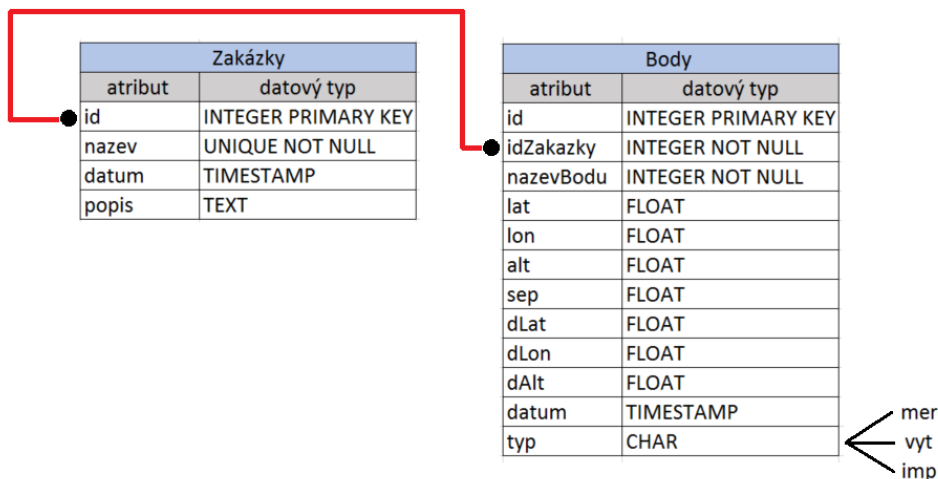 Zakázky
atribut datový typ
id INTEGER PRIMARY KEY
nazev UNIQUE NOT NULL
datum TIMESTAMP
popis TEXT
Body
atribut datový typ
id INTEGER PRIMARY KEY
idZakazky INTEGER NOT NULL
nazevBodu INTEGER NOT NULL
lat FLOAT
lon FLOAT
alt FLOAT
sep FLOAT
dLat FLOAT
dLon FLOAT
dAlt FLOAT
datum TIMESTAMP
typ CHAR
mer
vyt
imp